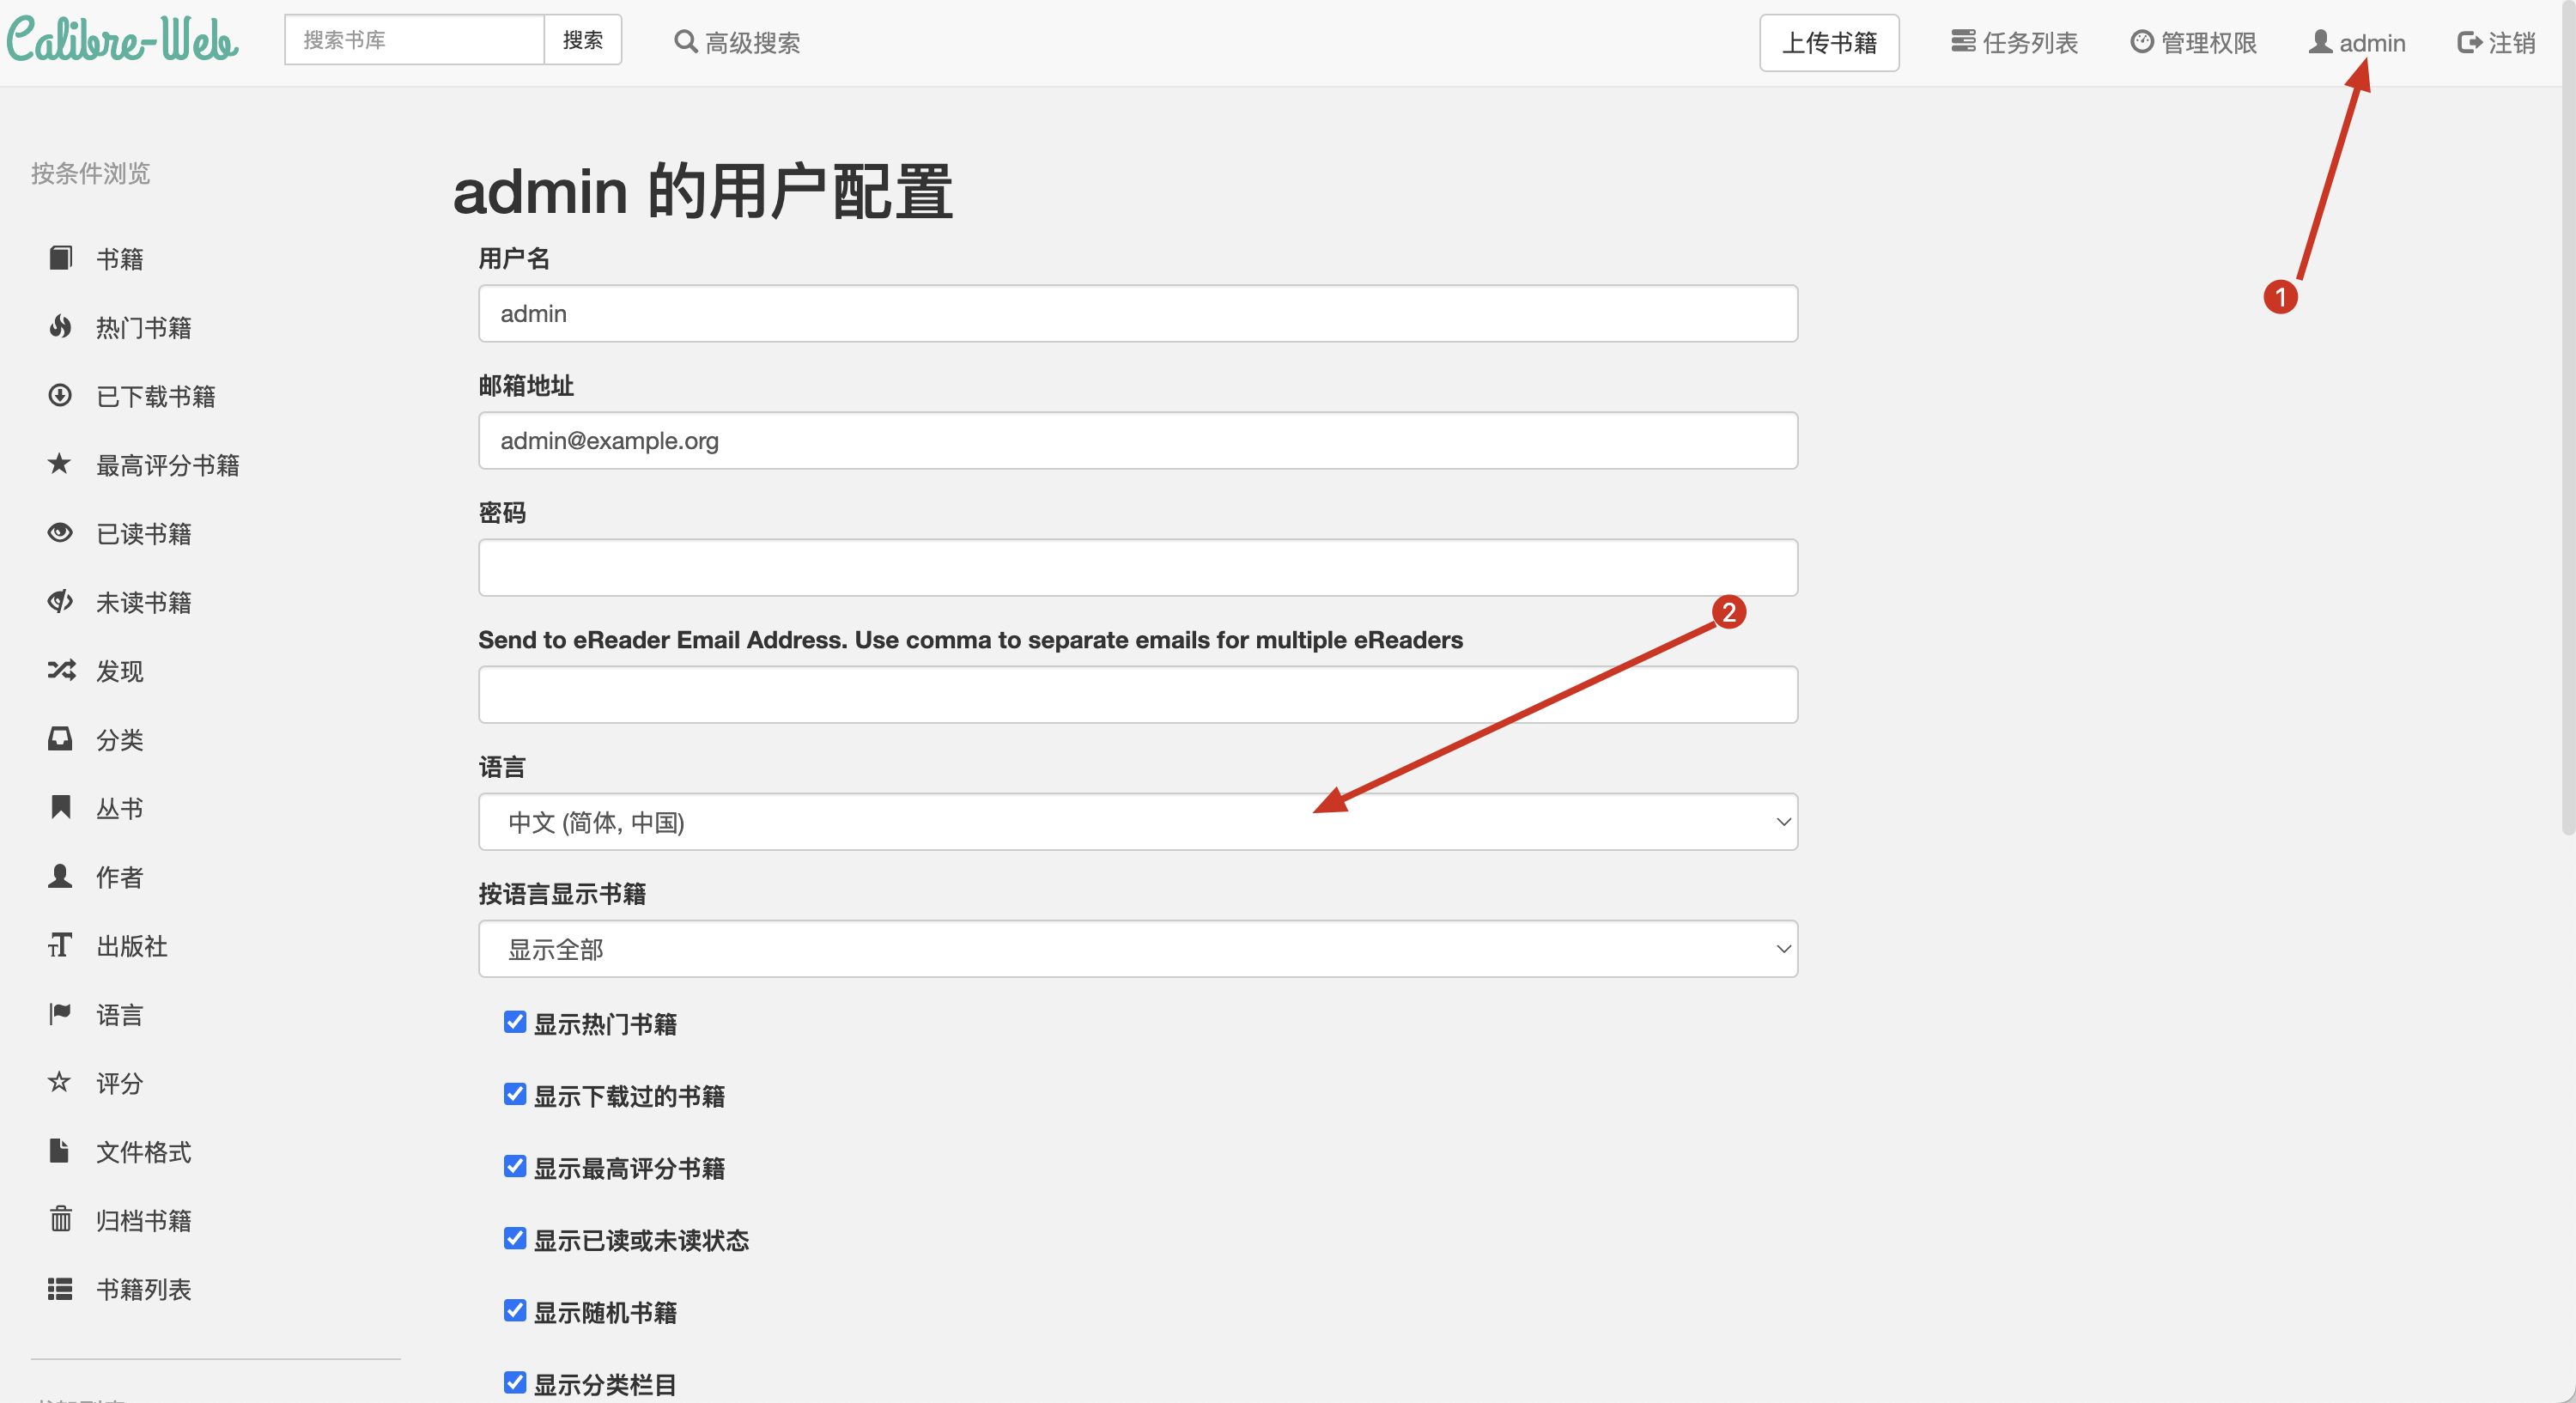 Calibre-Web
搜索书库
搜索
高级搜索
上传书籍
任务列表
管理权限
admin
注销
1
按条件浏览
书籍
热门书籍
已下载书籍
最高评分书籍
已读书籍
未读书籍
发现
分类
丛书
作者
出版社
语言
评分
文件格式
归档书籍
书籍列表
admin 的用户配置
用户名
admin
邮箱地址
admin@example.org
密码
2
Send to eReader Email Address. Use comma to separate emails for multiple eReaders
语言
中文 (简体, 中国)
按语言显示书籍
显示全部
显示热门书籍
显示下载过的书籍
显示最高评分书籍
显示已读或未读状态
显示随机书籍
显示分类栏目